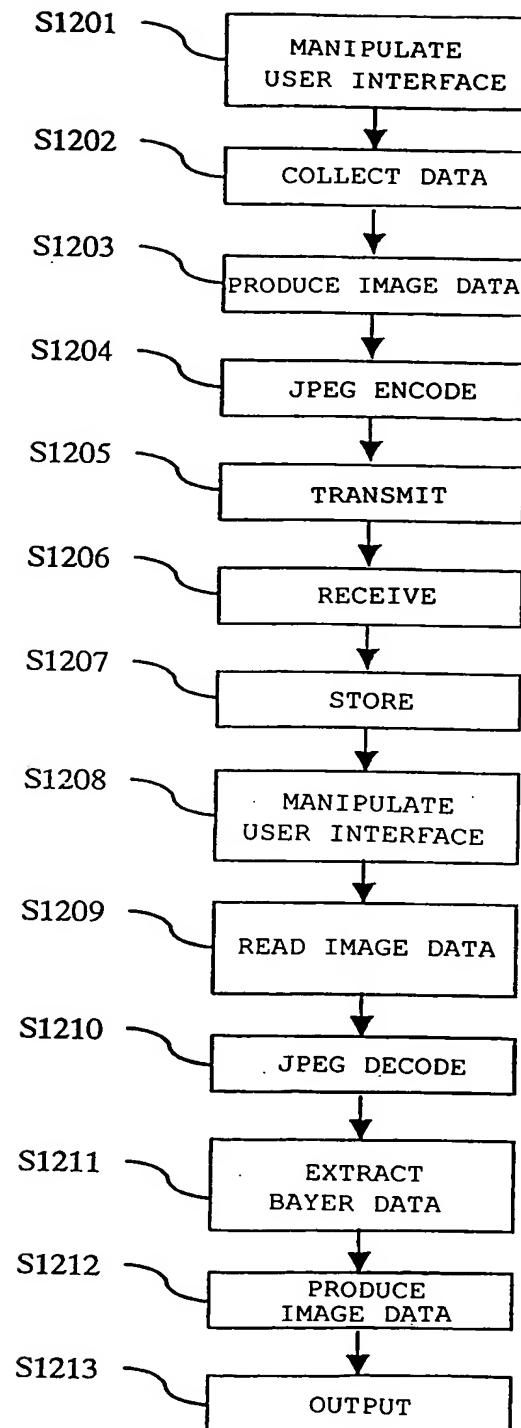 S1201
MANIPULATE
USER INTERFACE
S1202
COLLECT DATA
S1203
PRODUCE IMAGE DATA
S1204
JPEG ENCODE
S1205
TRANSMIT
S1206
RECEIVE
S1207
STORE
S1208
MANIPULATE
USER INTERFACE
S1209
READ IMAGE DATA
S1210
JPEG DECODE
S1211
EXTRACT
BAYER DATA
S1212
PRODUCE
IMAGE DATA
S1213
OUTPUT